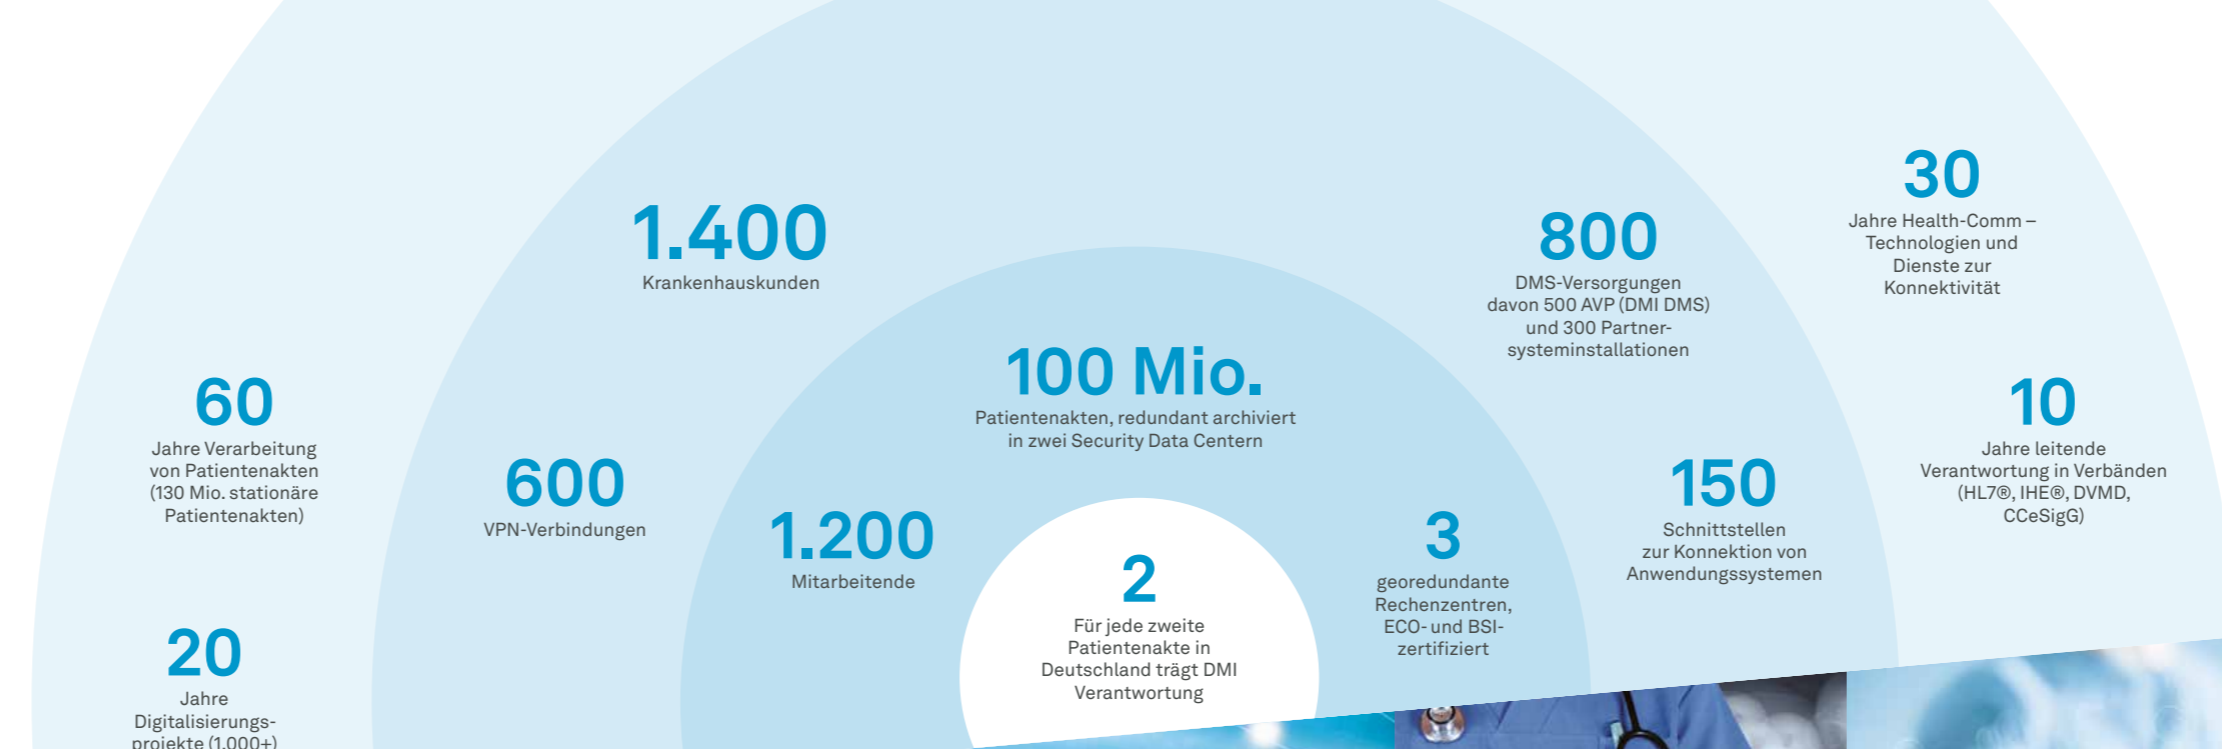 30
Jahre Health-Comm –
Technologien und
Dienste zur
Konnektivität
1.400
Krankenhauskunden
800
DMS-Versorgungen
davon 500 AVP (DMI DMS)
und 300 Partner-
systeminstallationen
100 Mio.
Patientenakten, redundant archiviert
in zwei Security Data Centern
60
Jahre Verarbeitung
von Patientenakten
(130 Mio. stationäre
Patientenakten)
10
Jahre leitende
Verantwortung in Verbänden
(HL7®, IHE®, DVMD,
CCeSigG)
600
VPN-Verbindungen
150
Schnittstellen
zur Konnektion von
Anwendungssystemen
1.200
Mitarbeitende
3
georedundante
Rechenzentren,
ECO- und BSI-
zertifiziert
2
Für jede zweite
Patientenakte in
Deutschland trägt DMI
Verantwortung
20
Jahre
Digitalisierungs-
projekte (1.000+)